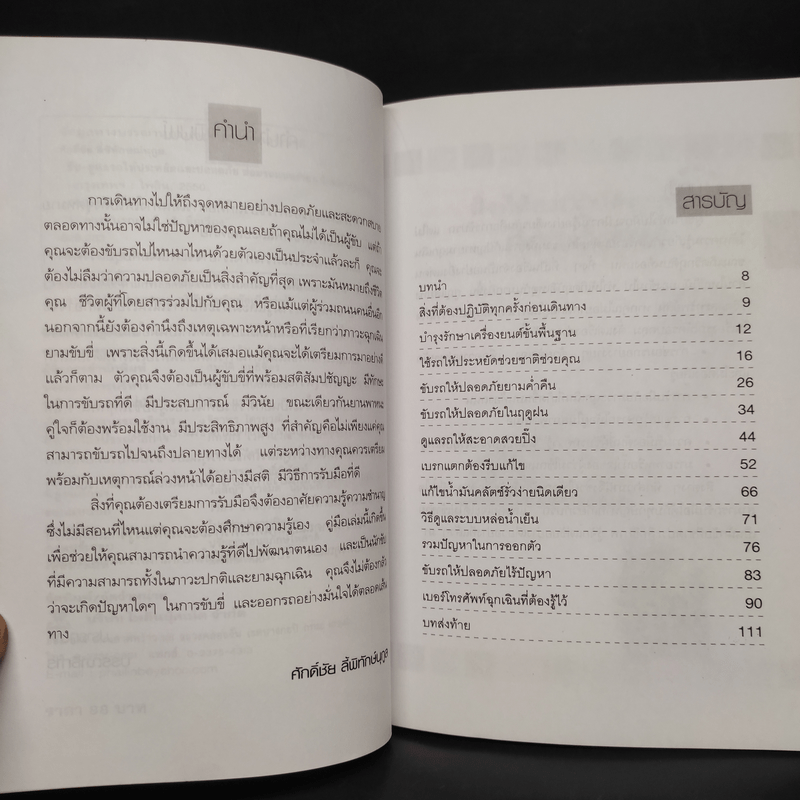 คำนำ
การเดินทางไปให้ถึงจุดหมายอย่างปลอดภัยและสะดวกสบาย
ตลอดทางนั้นอาจไม่ใช่ปัญหาของคุณเลยถ้าคุณไม่ได้เป็นผู้ขับ แต่ถ้า
คุณจะต้องขับรถไปไหนมาไหนด้วยตัวเองเป็นประจำแล้วละก็ คุณจะ
ต้องไม่ลืมว่าความปลอดภัยเป็นสิ่งสำคัญที่สุด เพราะมันหมายถึงชีวิต
คุณ ชีวิตผู้ที่โดยสารร่วมไปกับคุณ หรือแม้แต่ผู้ร่วมถนนคนอื่นอีก
นอกจากนี้ยังต้องคำนึงถึงเหตุเฉพาะหน้าหรือที่เรียกว่าภาวะฉุกเฉิน
ยามขับขี่ เพราะสิ่งนี้เกิดขึ้นได้เสมอแม้คุณจะได้เตรียมการมาอย่างดี
แล้วก็ตาม ตัวคุณจึงต้องเป็นผู้ขับขี่ที่พร้อมสติสัมปชัญญะ มีทักษะ
ในการขับรถที่ดี มีประสบการณ์ มีวินัย ขณะเดียวกันยานพาหนะ
คู่ใจก็ต้องพร้อมใช้งาน มีประสิทธิภาพสูง ที่สำคัญคือไม่เพียงแค่คุณ
สามารถขับรถไปจนถึงปลายทางได้ แต่ระหว่างทางคุณควรเตรียม
พร้อมกับเหตุการณ์ล่วงหน้าได้อย่างมีสติ มีวิธีการรับมือที่ดี
สิ่งที่คุณต้องเตรียมการรับมือจึงต้องอาศัยความรู้ความชำนาญ
ซึ่งไม่มีสอนที่ไหนแต่คุณจะต้องศึกษาความรู้เอง คู่มือเล่มนี้เกิดขึ้น
เพื่อช่วยให้คุณสามารถนำความรู้ที่ดีไปพัฒนาตนเอง และเป็นนักขับ
ที่มีความสามารถทั้งในภาวะปกติและยามฉุกเฉิน คุณจึงไม่ต้องกลัว
ว่าจะเกิดปัญหาใดๆ ในการขับขี่ และออกรถอย่างมั่นใจได้ตลอดเส้น
ทาง
ศักดิ์ชัย ลี้พิทักษ์นุกูล
สารบัญ
บทนำ 8
สิ่งที่ต้องปฏิบัติทุกครั้งก่อนเดินทาง 9
บำรุงรักษาเครื่องยนต์ขั้นพื้นฐาน 12
ใช้รถให้ประหยัดช่วยชาติช่วยคุณ 16
ขับรถให้ปลอดภัยยามค่ำคืน 26
ขับรถให้ปลอดภัยในฤดูฝน 34
ดูแลรถให้สะอาดสวยปิ๊ง 44
เบรกแตกต้องรีบแก้ไข 52
แก้ไขน้ำมันคลัตซ์รั่วง่ายนิดเดียว 66
วิธีดูแลระบบหล่อน้ำเย็น 71
รวมปัญหาในการออกตัว 76
ขับรถให้ปลอดภัยไร้ปัญหา 83
เบอร์โทรศัพท์ฉุกเฉินที่ต้องรู้ไว้ 90
บทส่งท้าย 111